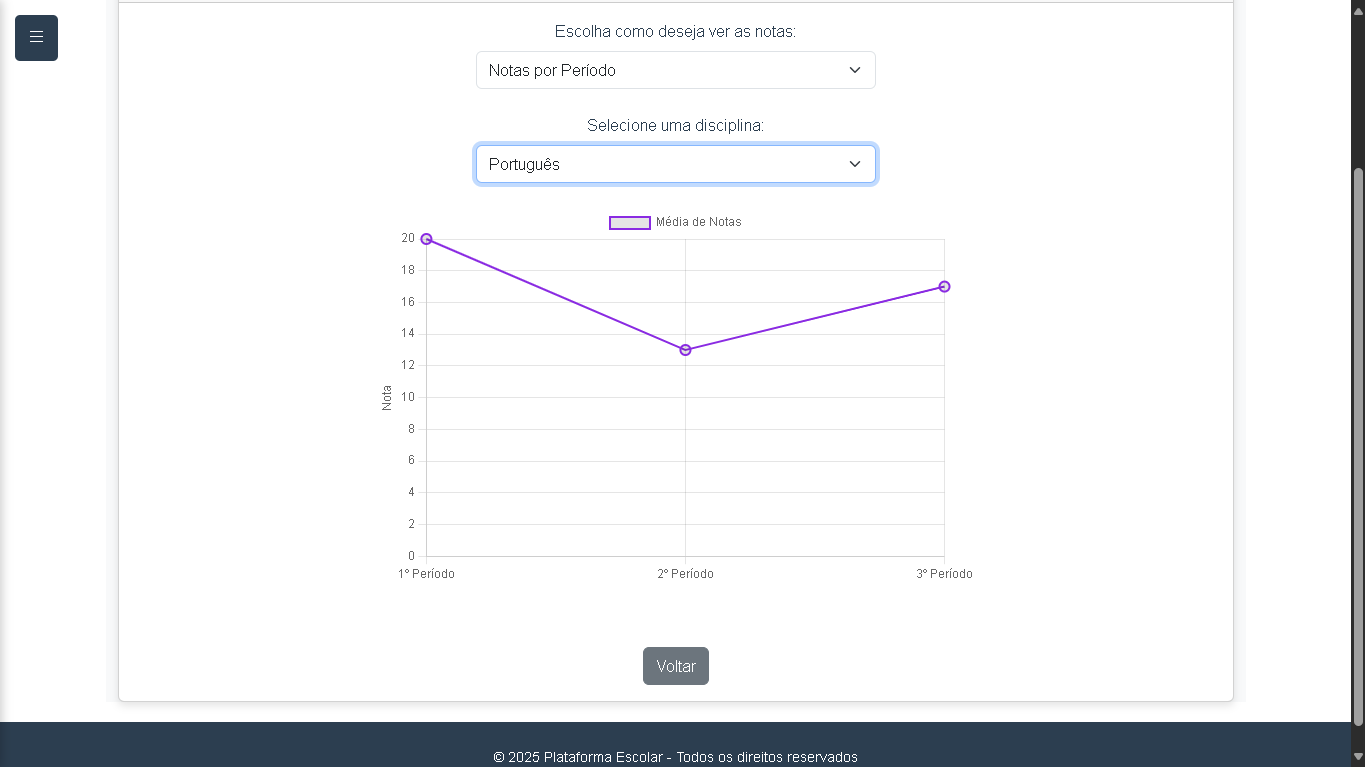 Escolha como deseja ver as notas:
Notas por Período
Selecione uma disciplina:
Português
Média de Notas
20
18
16
14
12
10
8
6
4
2
0
Nota
1º Período 2º Período 3º Período
Voltar
© 2025 Plataforma Escolar - Todos os direitos reservados